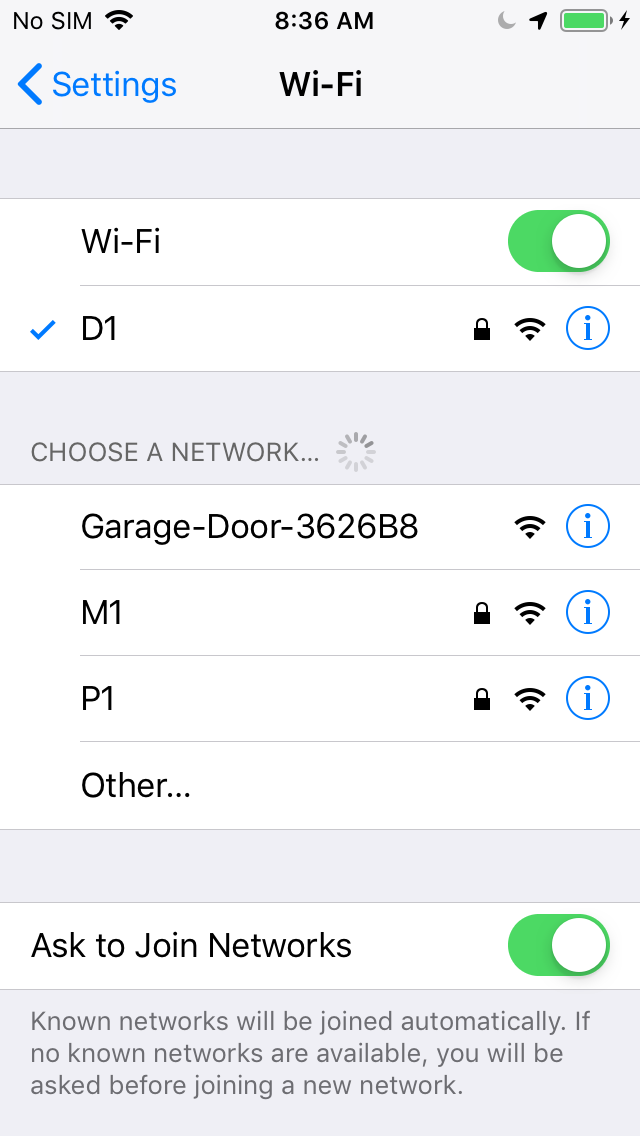 No SIM 8:36 AM
Settings Wi-Fi
Wi-Fi
D1
CHOOSE A NETWORK...
Garage-Door-3626B8
M1
P1
Other...
Ask to Join Networks
Known networks will be joined automatically. If
no known networks are available, you will be
asked before joining a new network.